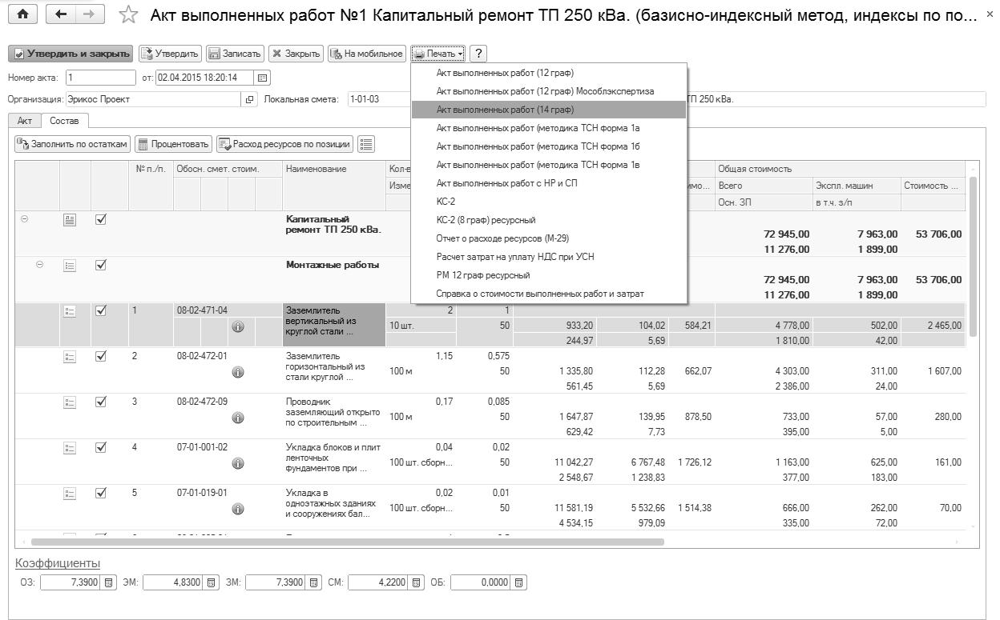 Акт выполненных работ №1 Капитальный ремонт ТП 250 кВа. (базисно-индексный метод, индексы по по...
Утвердить и закрыть Утвердить Записать Закрыть На мобильное Печать ?
Номер акта: 1 от: 02.04.2015 18:20:14
Организация: Эрикос Проект Локальная смета: 1-01-03 ТП 250 кВа.
Акт выполненных работ (12 граф)
Акт выполненных работ (12 граф) Мособлэкспертиза
Акт выполненных работ (14 граф)
Акт выполненных работ (методика ТСН форма 1а
Акт выполненных работ (методика ТСН форма 1б
Акт выполненных работ (методика ТСН форма 1в
Акт выполненных работ с НР и СП
КС-2
КС-2 (8 граф) ресурсный
Отчет о расходе ресурсов (М-29)
Расчет затрат на уплату НДС при УСН
РМ 12 граф ресурсный
Справка о стоимости выполненных работ и затрат
Акт Состав
Заполнить по остаткам Процентовать Расход ресурсов по позиции
№ п./п. Обосн. смет. стоим. Наименование Кол-в Общая стоимость
Изме имо... Всего Экспл. машин Стоимость ...
Осн. ЗП в т.ч. з/п
Капитальный
ремонт ТП 250 кВа.
72 945,00 7 963,00 53 706,00
11 276,00 1 899,00
Монтажные работы
72 945,00 7 963,00 53 706,00
11 276,00 1 899,00
1 08-02-471-04 Заземлитель 2 1
вертикальный из
круглой стали ...
10 шт. 50 933,20 104,02 584,21 4 778,00 502,00 2 465,00
244,97 5,69 1 810,00 42,00
2 08-02-472-01 Заземлитель 1,15 0,575
горизонтальный из
стали круглой ...
100 м 50 1 335,80 112,28 662,07 4 303,00 311,00 1 607,00
561,45 5,69 2 386,00 24,00
3 08-02-472-09 Проводник 0,17 0,085
заземляющий открыто
по строительным ...
100 м 50 1 647,87 139,95 878,50 733,00 57,00 280,00
629,42 7,73 395,00 5,00
4 07-01-001-02 Укладка блоков и плит 0,04 0,02
ленточных
фундаментов при ...
100 шт. сборн... 50 11 042,27 6 767,48 1 726,12 1 163,00 625,00 161,00
2 548,67 1 238,83 377,00 183,00
5 07-01-019-01 Укладка в 0,02 0,01
одноэтажных зданиях
и сооружениях бал...
100 шт. сборн... 50 11 581,19 5 532,66 1 514,38 666,00 262,00 70,00
4 534,15 979,09 335,00 72,00
Коэффициенты
ОЗ: 7,3900 ЭМ: 4,8300 ЗМ: 7,3900 СМ: 4,2200 ОБ: 0,0000